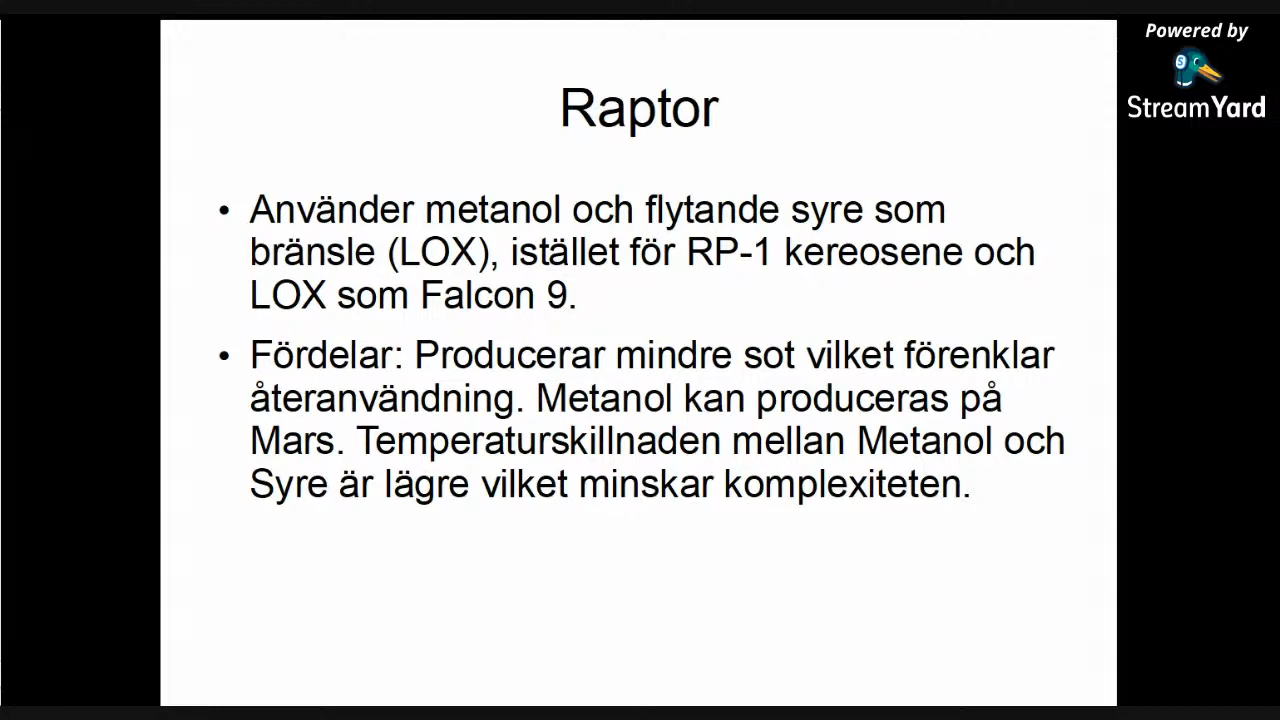 Powered by
StreamYard
Raptor
• Använder metanol och flytande syre som
bränsle (LOX), istället för RP-1 kereosene och
LOX som Falcon 9.
• Fördelar: Producerar mindre sot vilket förenklar
återanvändning. Metanol kan produceras på
Mars. Temperaturskillnaden mellan Metanol och
Syre är lägre vilket minskar komplexiteten.